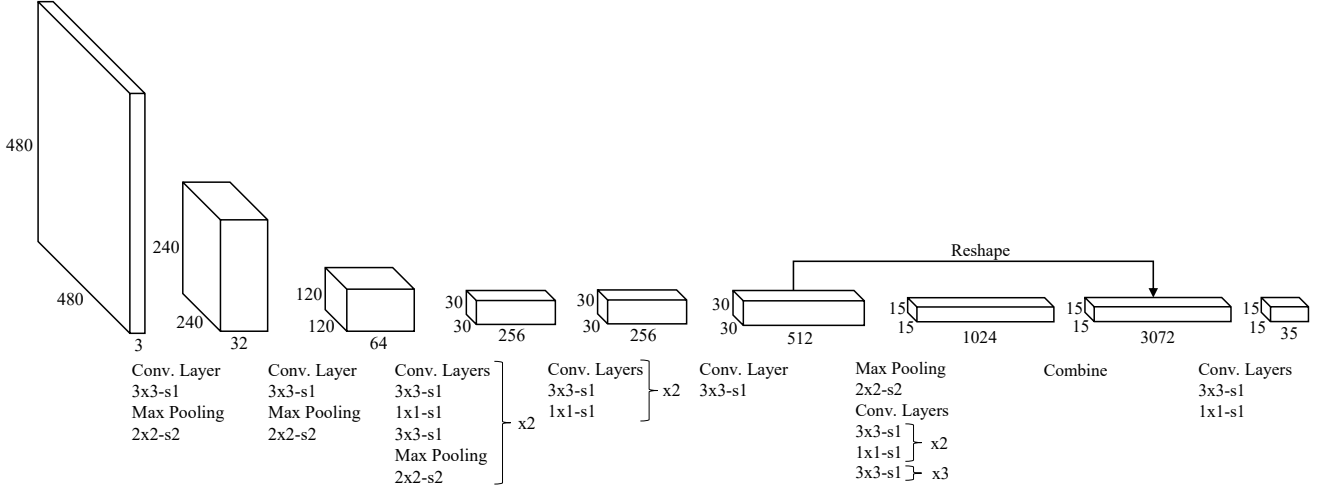 480
480
3
240
240
32
120
120
64
30
30
256
30
30
256
30
30
512
Reshape
15
15
1024
15
15
3072
15
15
35
Conv. Layer
3x3-s1
Max Pooling
2x2-s2
Conv. Layer
3x3-s1
Max Pooling
2x2-s2
Conv. Layers
3x3-s1
1x1-s1
3x3-s1
Max Pooling
2x2-s2
x2
Conv. Layers
3x3-s1
1x1-s1
x2
Conv. Layer
3x3-s1
Max Pooling
2x2-s2
Conv. Layers
3x3-s1
1x1-s1
x2
3x3-s1
x3
Combine
Conv. Layers
3x3-s1
1x1-s1